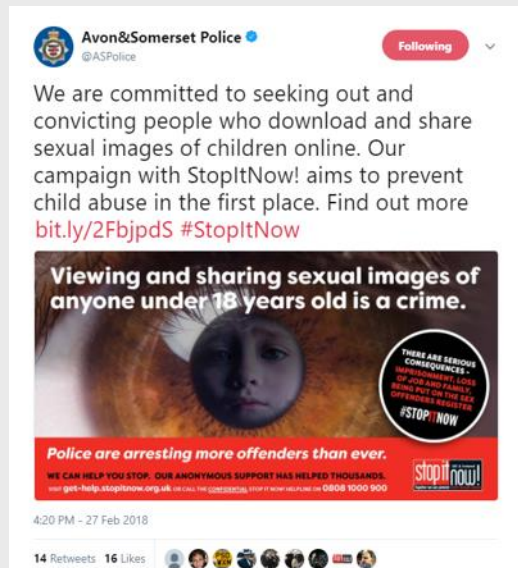 Avon&Somerset Police
@ASPolice
Following
We are committed to seeking out and
convicting people who download and share
sexual images of children online. Our
campaign with StopItNow! aims to prevent
child abuse in the first place. Find out more
bit.ly/2FbjpdS #StopItNow
Viewing and sharing sexual images of
anyone under 18 years old is a crime.
THERE ARE SERIOUS
CONSEQUENCES -
IMPRISONMENT, LOSS
OF JOB AND FAMILY,
BEING PUT ON THE SEX
OFFENDERS REGISTER
#STOPITNOW
Police are arresting more offenders than ever.
WE CAN HELP YOU STOP. OUR ANONYMOUS SUPPORT HAS HELPED THOUSANDS.
VISIT get-help.stopitnow.org.uk OR CALL THE CONFIDENTIAL STOP IT NOW HELPLINE ON 0808 1000 900
stop it now!
4:20 PM - 27 Feb 2018
14 Retweets 16 Likes